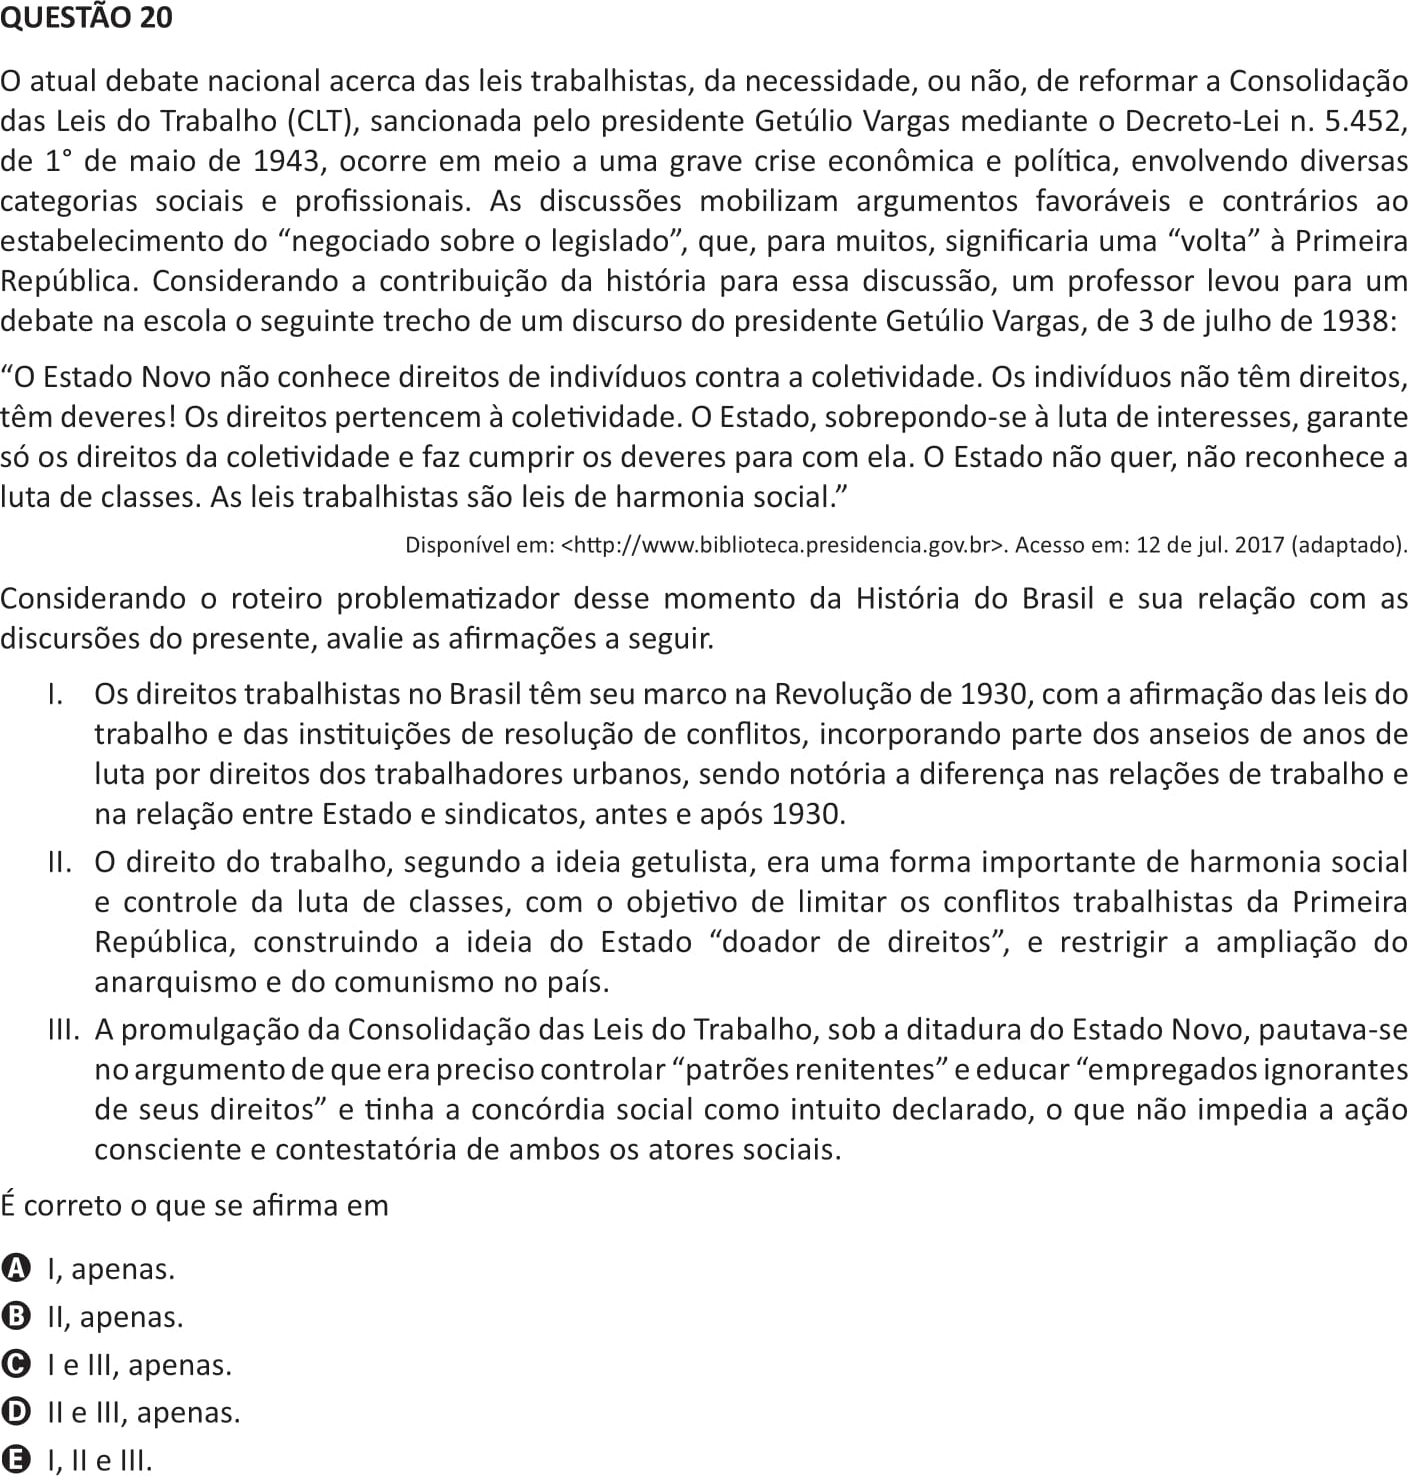 QUESTÃO 20
O atual debate nacional acerca das leis trabalhistas, da necessidade, ou não, de reformar a Consolidação
das Leis do Trabalho (CLT), sancionada pelo presidente Getúlio Vargas mediante o Decreto-Lei n. 5.452,
de 1° de maio de 1943, ocorre em meio a uma grave crise econômica e política, envolvendo diversas
categorias sociais e profissionais. As discussões mobilizam argumentos favoráveis e contrários ao
estabelecimento do “negociado sobre o legislado”, que, para muitos, significaria uma “volta” à Primeira
República. Considerando a contribuição da história para essa discussão, um professor levou para um
debate na escola o seguinte trecho de um discurso do presidente Getúlio Vargas, de 3 de julho de 1938:
“O Estado Novo não conhece direitos de indivíduos contra a coletividade. Os indivíduos não têm direitos,
têm deveres! Os direitos pertencem à coletividade. O Estado, sobrepondo-se à luta de interesses, garante
só os direitos da coletividade e faz cumprir os deveres para com ela. O Estado não quer, não reconhece a
luta de classes. As leis trabalhistas são leis de harmonia social.”
Disponível em: <http://www.biblioteca.presidencia.gov.br>. Acesso em: 12 de jul. 2017 (adaptado).
Considerando o roteiro problematizador desse momento da História do Brasil e sua relação com as
discursões do presente, avalie as afirmações a seguir.
I. Os direitos trabalhistas no Brasil têm seu marco na Revolução de 1930, com a afirmação das leis do
trabalho e das instituições de resolução de conflitos, incorporando parte dos anseios de anos de
luta por direitos dos trabalhadores urbanos, sendo notória a diferença nas relações de trabalho e
na relação entre Estado e sindicatos, antes e após 1930.
II. O direito do trabalho, segundo a ideia getulista, era uma forma importante de harmonia social
e controle da luta de classes, com o objetivo de limitar os conflitos trabalhistas da Primeira
República, construindo a ideia do Estado “doador de direitos”, e restrigir a ampliação do
anarquismo e do comunismo no país.
III. A promulgação da Consolidação das Leis do Trabalho, sob a ditadura do Estado Novo, pautava-se
no argumento de que era preciso controlar “patrões renitentes” e educar “empregados ignorantes
de seus direitos” e tinha a concórdia social como intuito declarado, o que não impedia a ação
consciente e contestatória de ambos os atores sociais.
É correto o que se afirma em
A I, apenas.
B II, apenas.
C I e III, apenas.
D II e III, apenas.
E I, II e III.